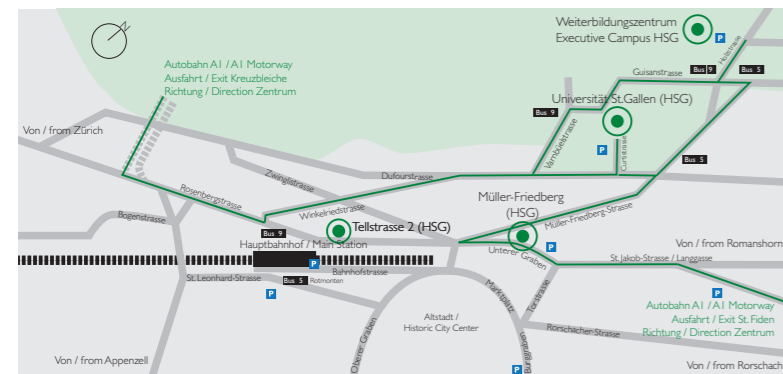 Weiterbildungszentrum
Executive Campus HSG
P
Holzstrasse
Autobahn A1 / A1 Motorway
Ausfahrt / Exit Kreuzbleiche
Richtung / Direction Zentrum
Bus 9
Bus 5
Guisanstrasse
Universität St.Gallen (HSG)
Bus 9
Von / from Zürich
Varnbüelstrasse
P
Curtistrasse
Bus 5
Zwinglistrasse
Dufourstrasse
Rosenbergstrasse
Müller-Friedberg
(HSG)
Winkelriedstrasse
Müller-Friedberg-Strasse
Bogenstrasse
Tellstrasse 2 (HSG)
Bus 9
Hauptbahnhof / Main Station
P
Unterer Graben
Von / from Romanshorn
St.Jakob-Strasse / Langgasse
P
Bahnhofstrasse
St.Leonhard-Strasse
Bus 5 Rotmonten
P
Marktplatz
Torstrasse
P
Autobahn A1 / A1 Motorway
Ausfahrt / Exit St. Fiden
Richtung / Direction Zentrum
Altstadt /
Historic City Center
Oberer Graben
Burggraben
Rorschacher-Strasse
Von / from Appenzell
P
Von / from Rorschach